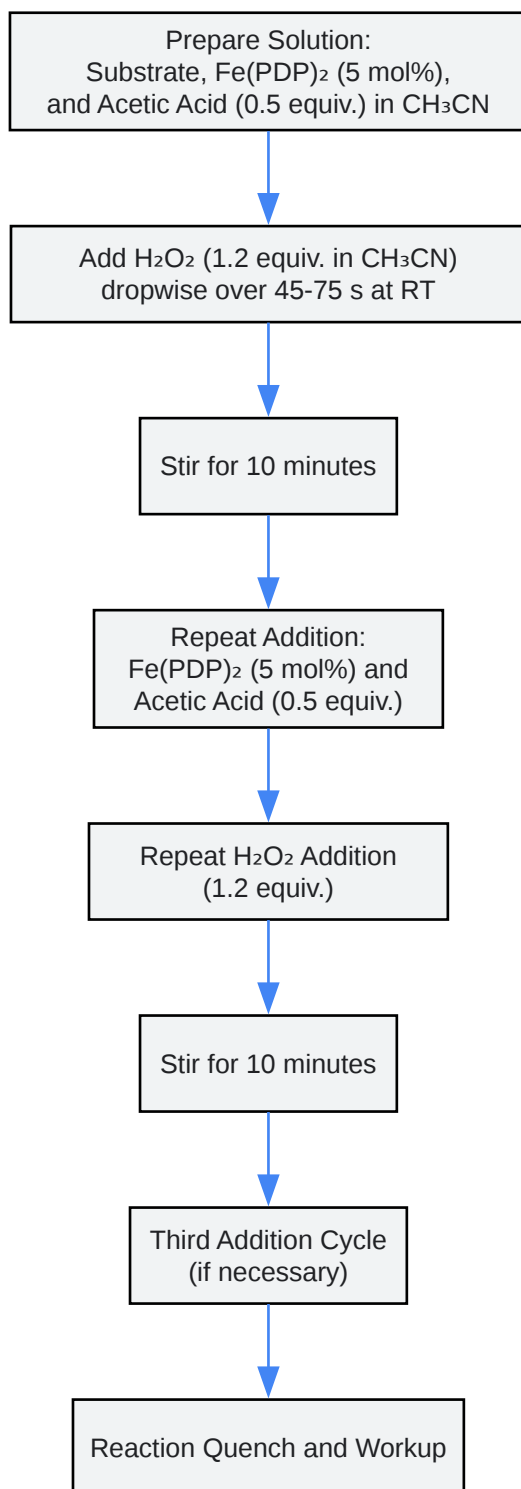 Prepare Solution:
Substrate, Fe(PDP)₂ (5 mol%),
and Acetic Acid (0.5 equiv.) in CH₃CN
Add H₂O₂ (1.2 equiv. in CH₃CN)
dropwise over 45-75 s at RT
Stir for 10 minutes
Repeat Addition:
Fe(PDP)₂ (5 mol%) and
Acetic Acid (0.5 equiv.)
Repeat H₂O₂ Addition
(1.2 equiv.)
Stir for 10 minutes
Third Addition Cycle
(if necessary)
Reaction Quench and Workup